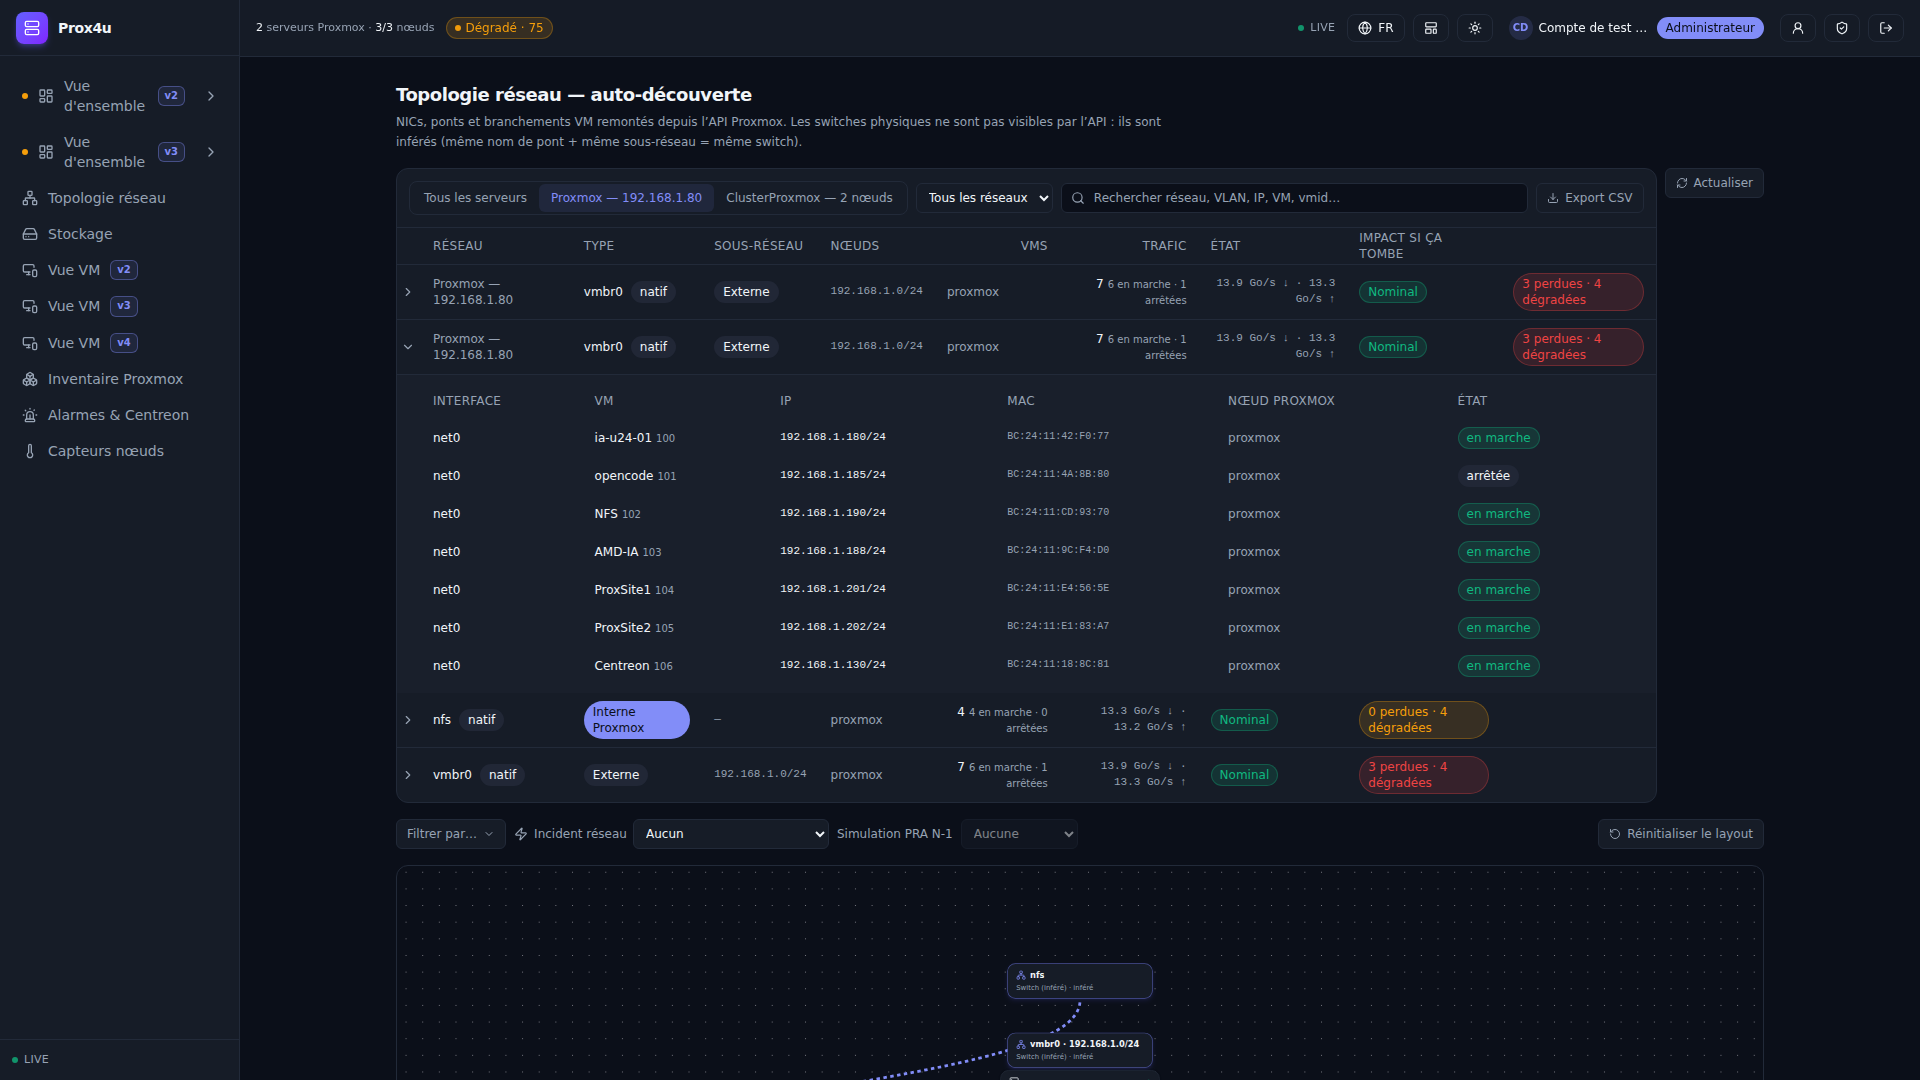 Prox4u
2 serveurs Proxmox · 3/3 nœuds
Dégradé · 75
LIVE
FR
CD
Compte de test ...
Administrateur
Vue d'ensemble
v2
Vue d'ensemble
v3
Topologie réseau
Stockage
Vue VM v2
Vue VM v3
Vue VM v4
Inventaire Proxmox
Alarmes & Centreon
Capteurs nœuds
LIVE
Topologie réseau — auto-découverte
NICs, ponts et branchements VM remontés depuis l’API Proxmox. Les switches physiques ne sont pas visibles par l’API : ils sont
inférés (même nom de pont + même sous-réseau = même switch).
Tous les serveurs
Proxmox — 192.168.1.80
ClusterProxmox — 2 nœuds
Tous les réseaux
Rechercher réseau, VLAN, IP, VM, vmid…
Export CSV
Actualiser
RÉSEAU TYPE SOUS-RÉSEAU NŒUDS VMS TRAFIC ÉTAT IMPACT SI ÇA TOMBE
Proxmox — 192.168.1.80 vmbr0 natif Externe 192.168.1.0/24 proxmox 7 6 en marche · 1 arrêtées 13.9 Go/s ↓ · 13.3 Go/s ↑ Nominal 3 perdues · 4 dégradées
Proxmox — 192.168.1.80 vmbr0 natif Externe 192.168.1.0/24 proxmox 7 6 en marche · 1 arrêtées 13.9 Go/s ↓ · 13.3 Go/s ↑ Nominal 3 perdues · 4 dégradées
INTERFACE VM IP MAC NŒUD PROXMOX ÉTAT
net0 ia-u24-01 100 192.168.1.180/24 BC:24:11:42:F0:77 proxmox en marche
net0 opencode 101 192.168.1.185/24 BC:24:11:4A:8B:80 proxmox arrêtée
net0 NFS 102 192.168.1.190/24 BC:24:11:CD:93:70 proxmox en marche
net0 AMD-IA 103 192.168.1.188/24 BC:24:11:9C:F4:D0 proxmox en marche
net0 ProxSite1 104 192.168.1.201/24 BC:24:11:E4:56:5E proxmox en marche
net0 ProxSite2 105 192.168.1.202/24 BC:24:11:E1:83:A7 proxmox en marche
net0 Centreon 106 192.168.1.130/24 BC:24:11:18:8C:81 proxmox en marche
nfs natif Interne Proxmox — proxmox 4 4 en marche · 0 arrêtées 13.3 Go/s ↓ · 13.2 Go/s ↑ Nominal 0 perdues · 4 dégradées
vmbr0 natif Externe 192.168.1.0/24 proxmox 7 6 en marche · 1 arrêtées 13.9 Go/s ↓ · 13.3 Go/s ↑ Nominal 3 perdues · 4 dégradées
Filtrer par…
Incident réseau
Aucun
Simulation PRA N-1
Aucune
Réinitialiser le layout
nfs
Switch (inféré) · inféré
vmbr0 · 192.168.1.0/24
Switch (inféré) · inféré